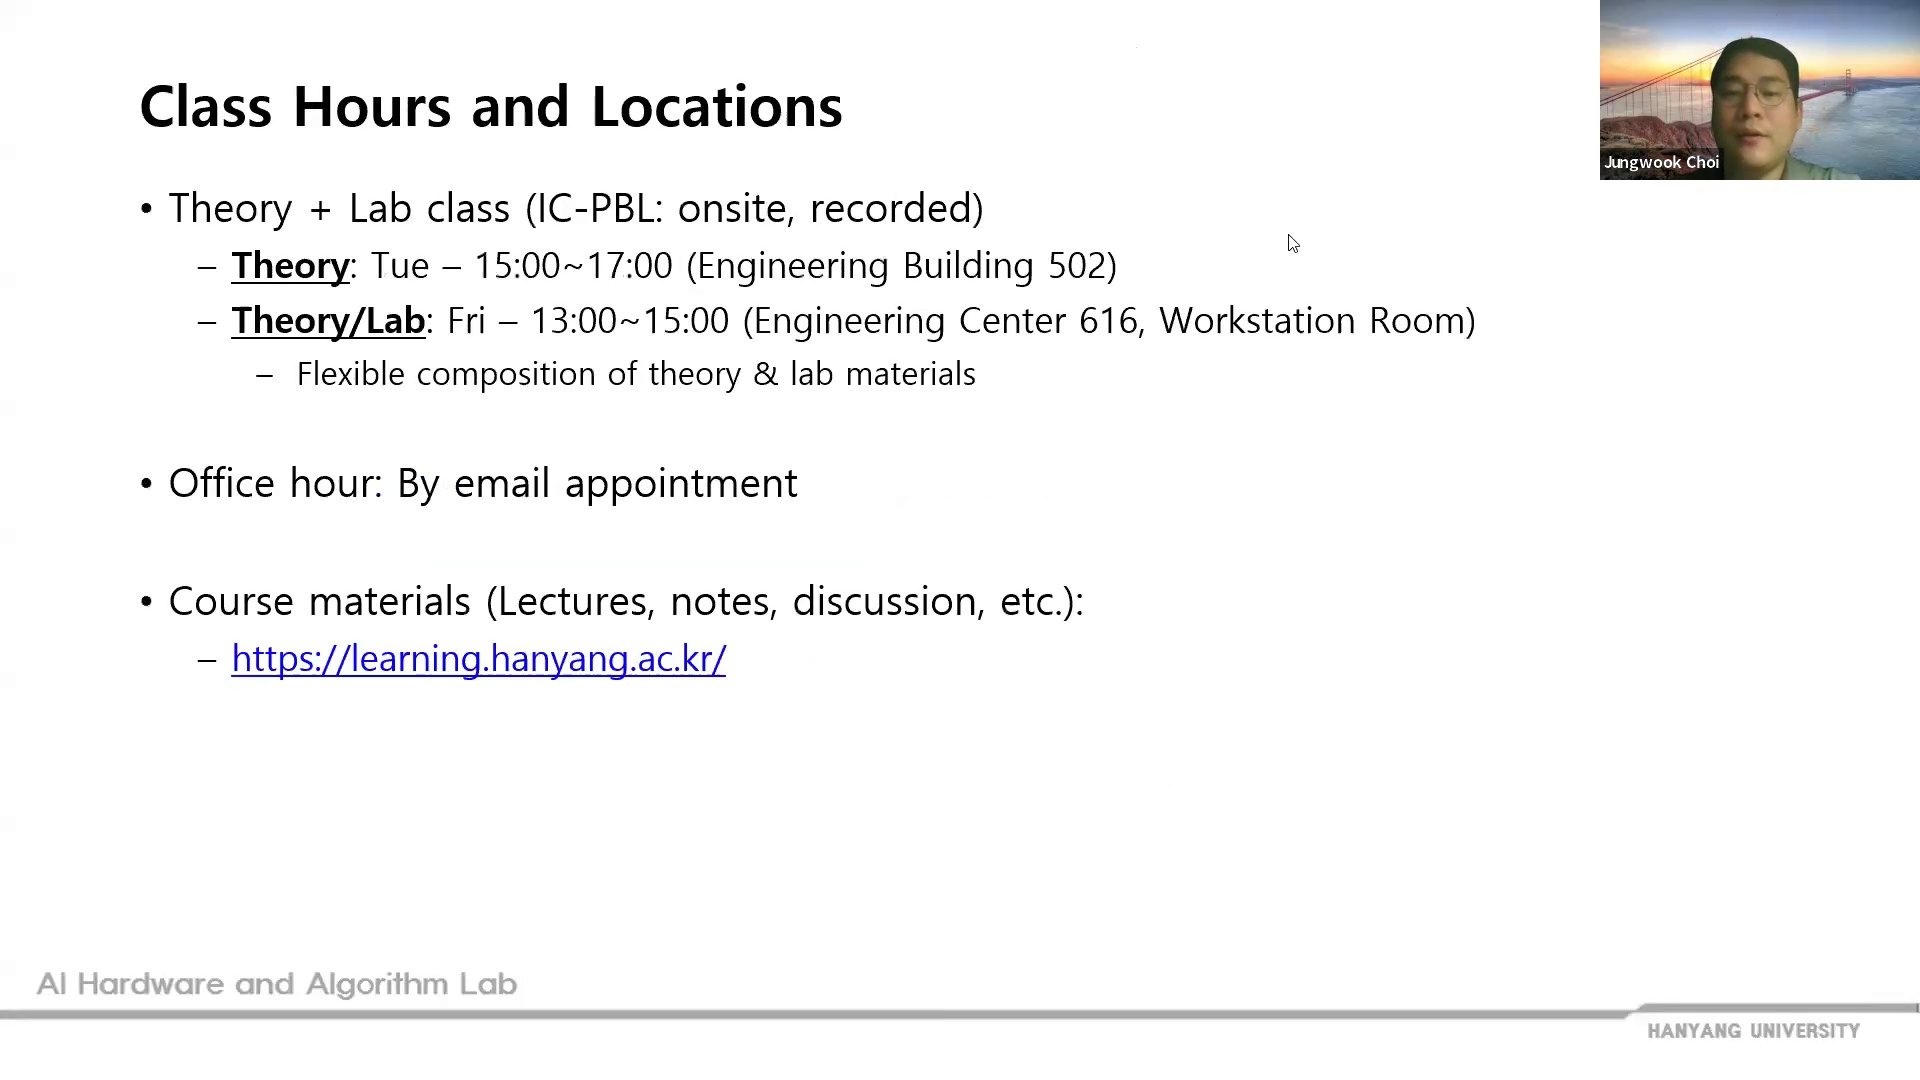 Class Hours and Locations
Jungwook Choi
• Theory + Lab class (IC-PBL: onsite, recorded)
– Theory: Tue – 15:00~17:00 (Engineering Building 502)
– Theory/Lab: Fri – 13:00~15:00 (Engineering Center 616, Workstation Room)
– Flexible composition of theory & lab materials
• Office hour: By email appointment
• Course materials (Lectures, notes, discussion, etc.):
– https://learning.hanyang.ac.kr/
AI Hardware and Algorithm Lab
HANYANG UNIVERSITY